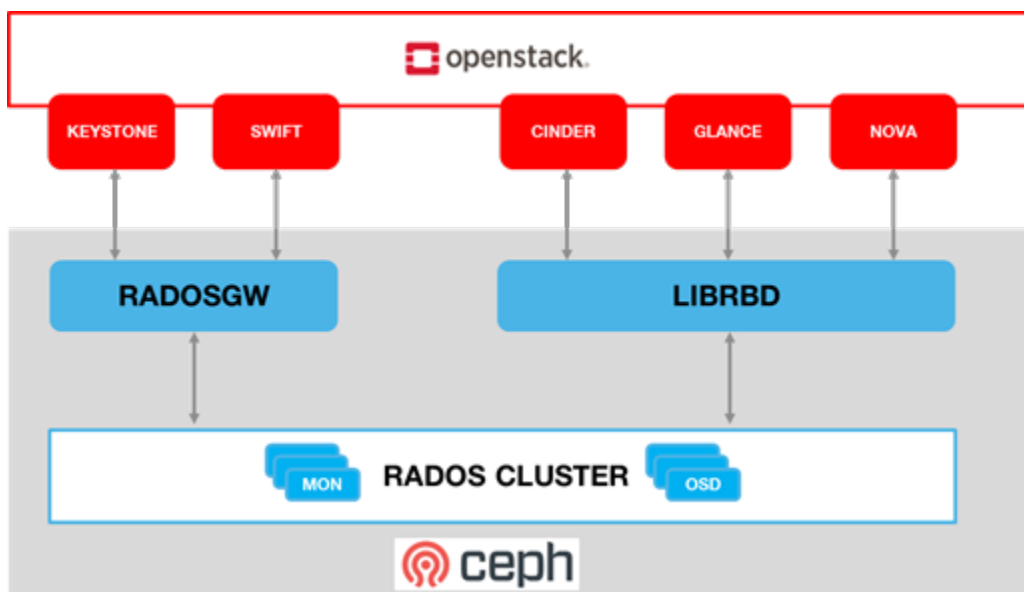 openstack.
KEYSTONE SWIFT CINDER GLANCE NOVA
RADOSGW LIBRBD
MON RADOS CLUSTER OSD
ceph